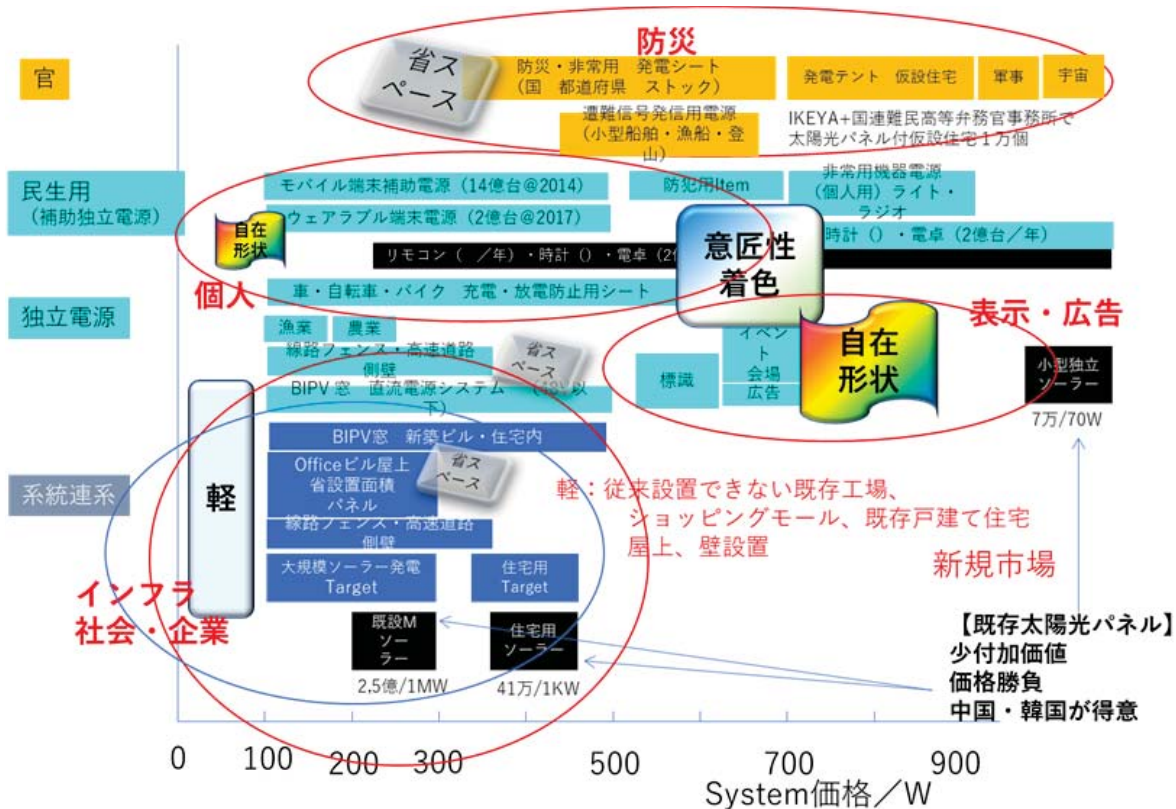 防災
官
省ス
ペース
防災・非常用 発電シート
(国 都道府県 ストック)
発電テント 仮設住宅
軍事
宇宙
遭難信号発信用電源
(小型船舶・漁船・登
山)
IKEYA+国連難民高等弁務官事務所で
太陽光パネル付仮設住宅1万個
民生用
(補助独立電源)
モバイル端末補助電源(14億台@2014)
防犯用Item
非常用機器電源
(個人用)ライト・
ラジオ
ウェアラブル端末電源(2億台@2017)
自在
形状
意匠性
着色
時計()・電卓(2億台/年)
リモコン( /年)・時計()・電卓(2億
個人
車・自転車・バイク 充電・放電防止用シート
表示・広告
独立電源
漁業
農業
線路フェンス・高速道路
側壁
省ス
ペース
標識
イベン
ト
会場
広告
自在
形状
小型独立
ソーラー
7万/70W
BIPV 窓 直流電源システム 以
下)
BIPV窓 新築ビル・住宅内
軽
系統連系
Officeビル屋上
省設置面積
パネル
省ス
ペース
線路フェンス・高速道路
側壁
軽:従来設置できない既存工場、
ショッピングモール、既存戸建て住宅
屋上、壁設置
大規模ソーラー発電
Target
住宅用
Target
新規市場
インフラ
社会・企業
既設M
ソー
ラー
2,5億/1MW
住宅用
ソーラー
41万/1KW
【既存太陽光パネル】
少付加価値
価格勝負
中国・韓国が得意
0 100 200 300 500 700 900
System価格/W